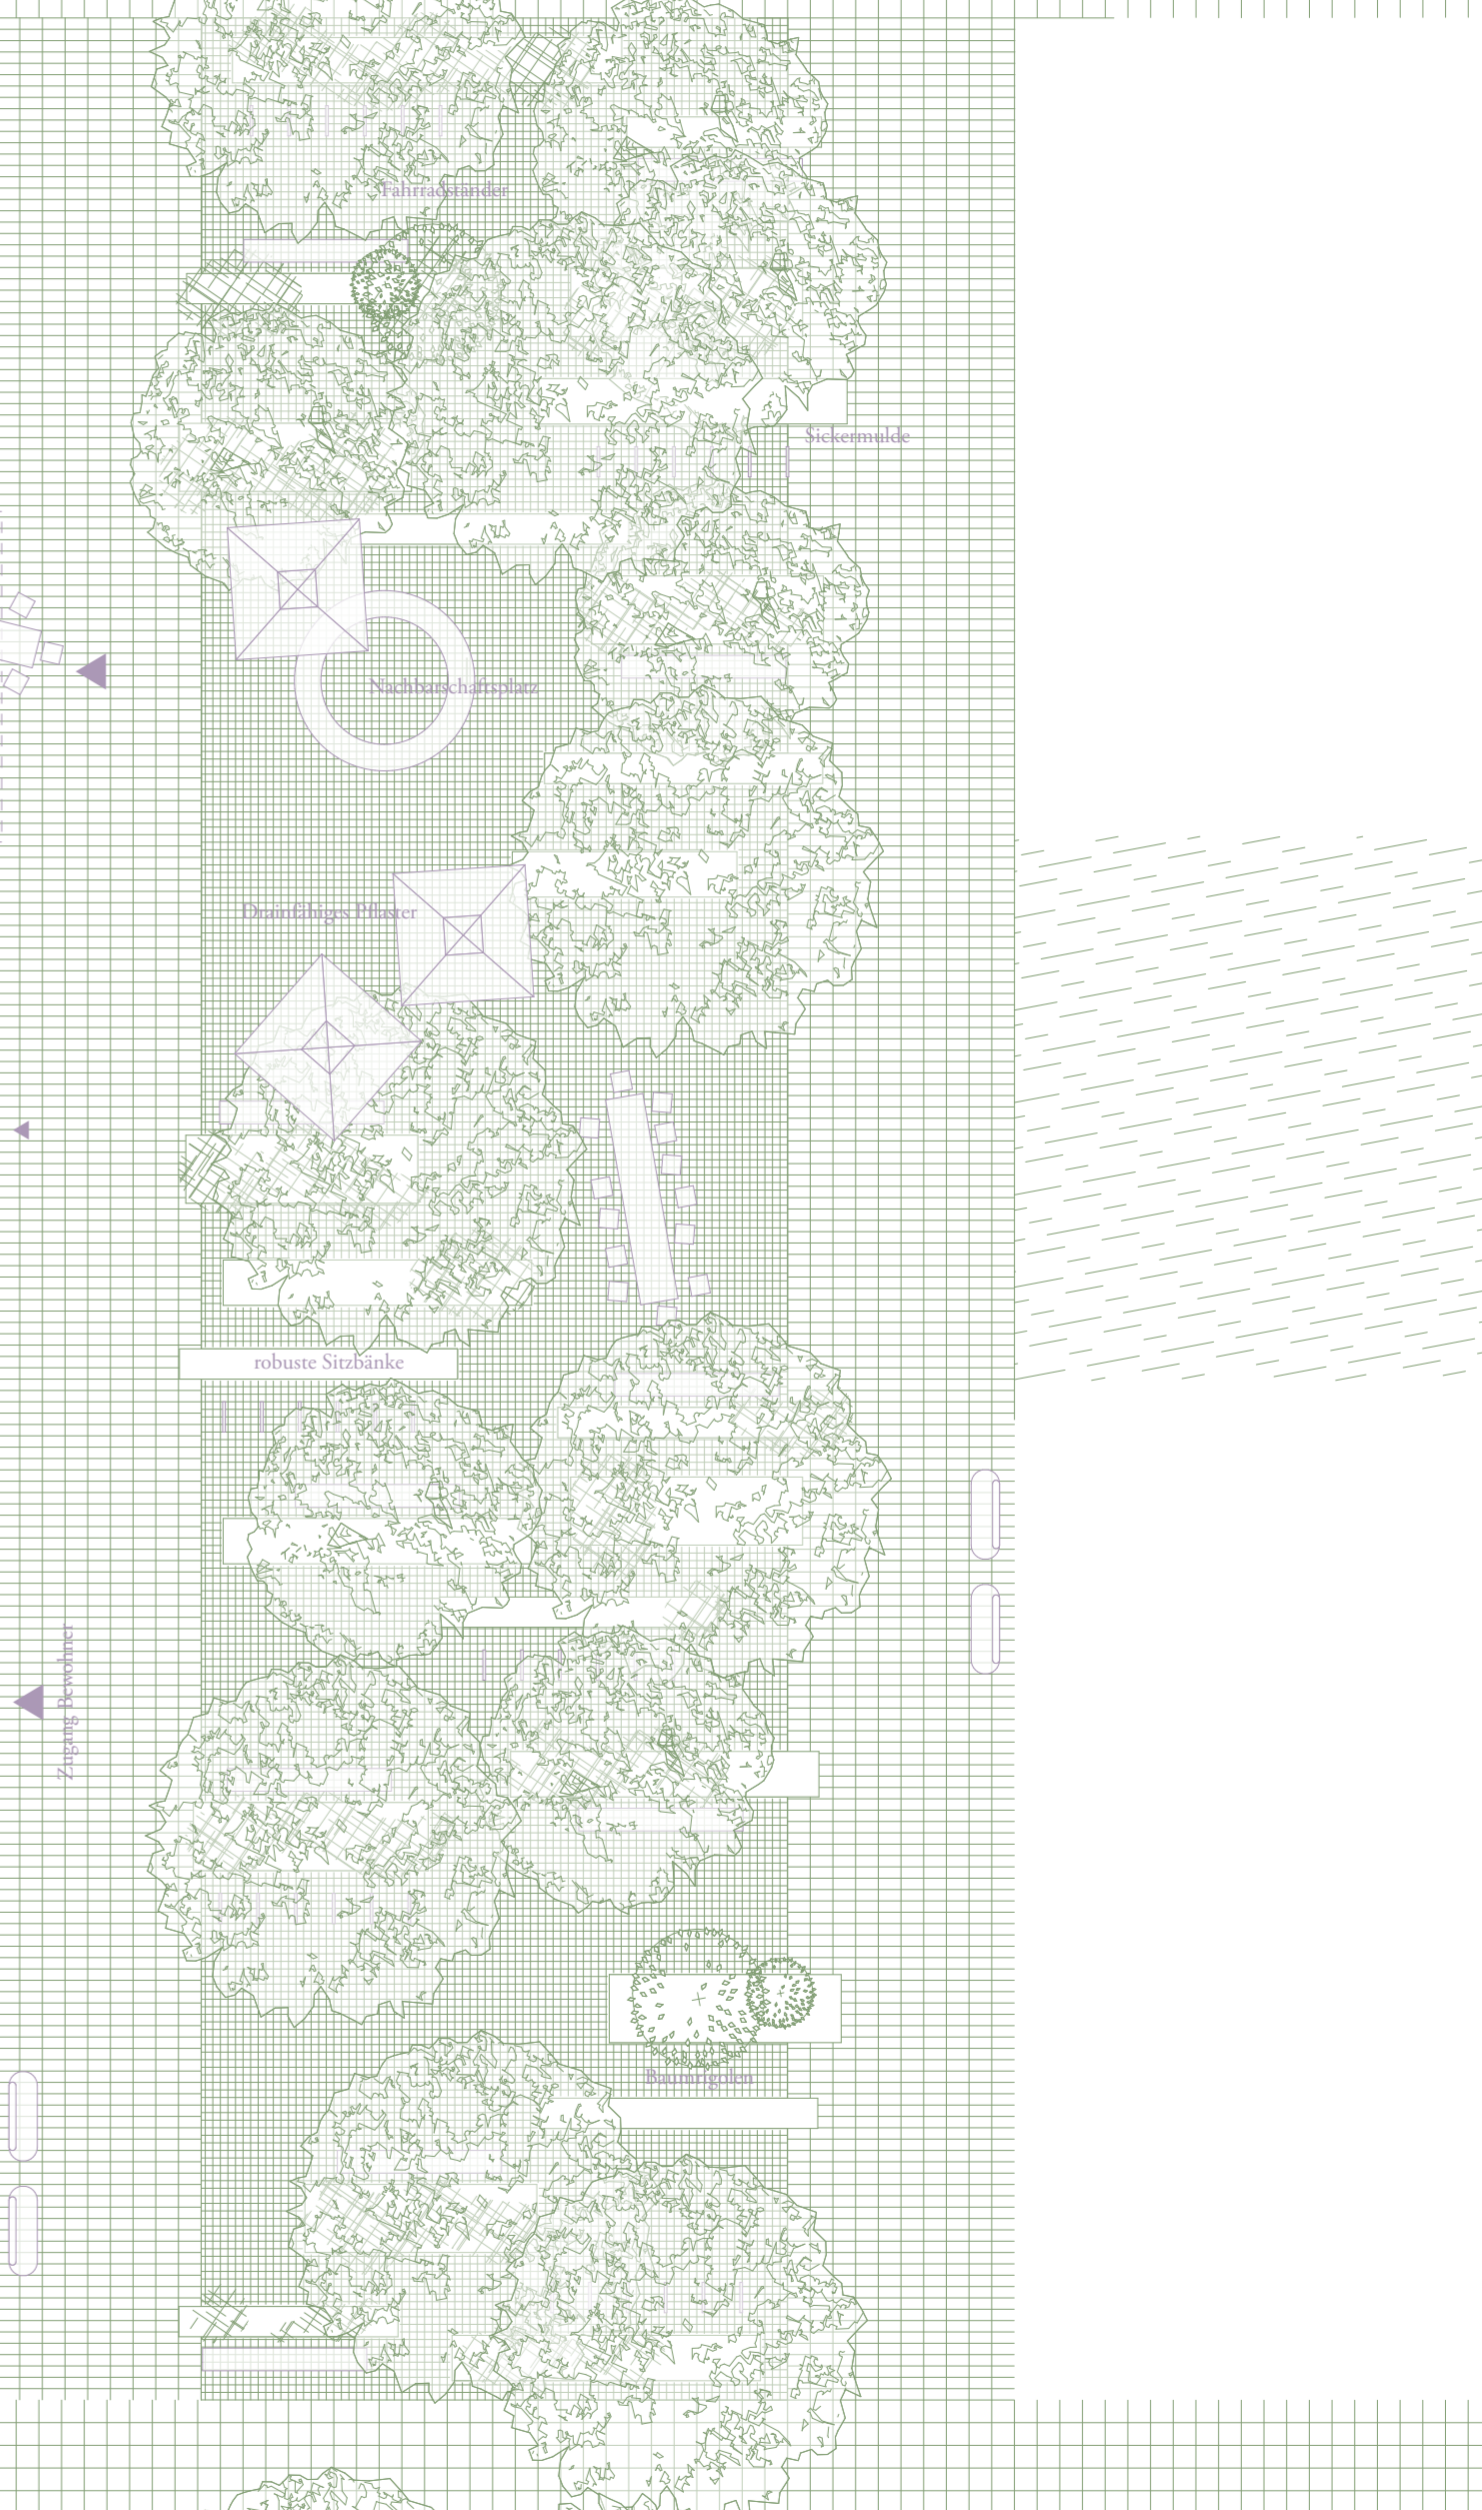 Fahrradständer
Sickermulde
Nachbarschaftsplatz
Drainfähiges Pflaster
robuste Sitzbänke
Zugang Bewohner
Baumrigolen